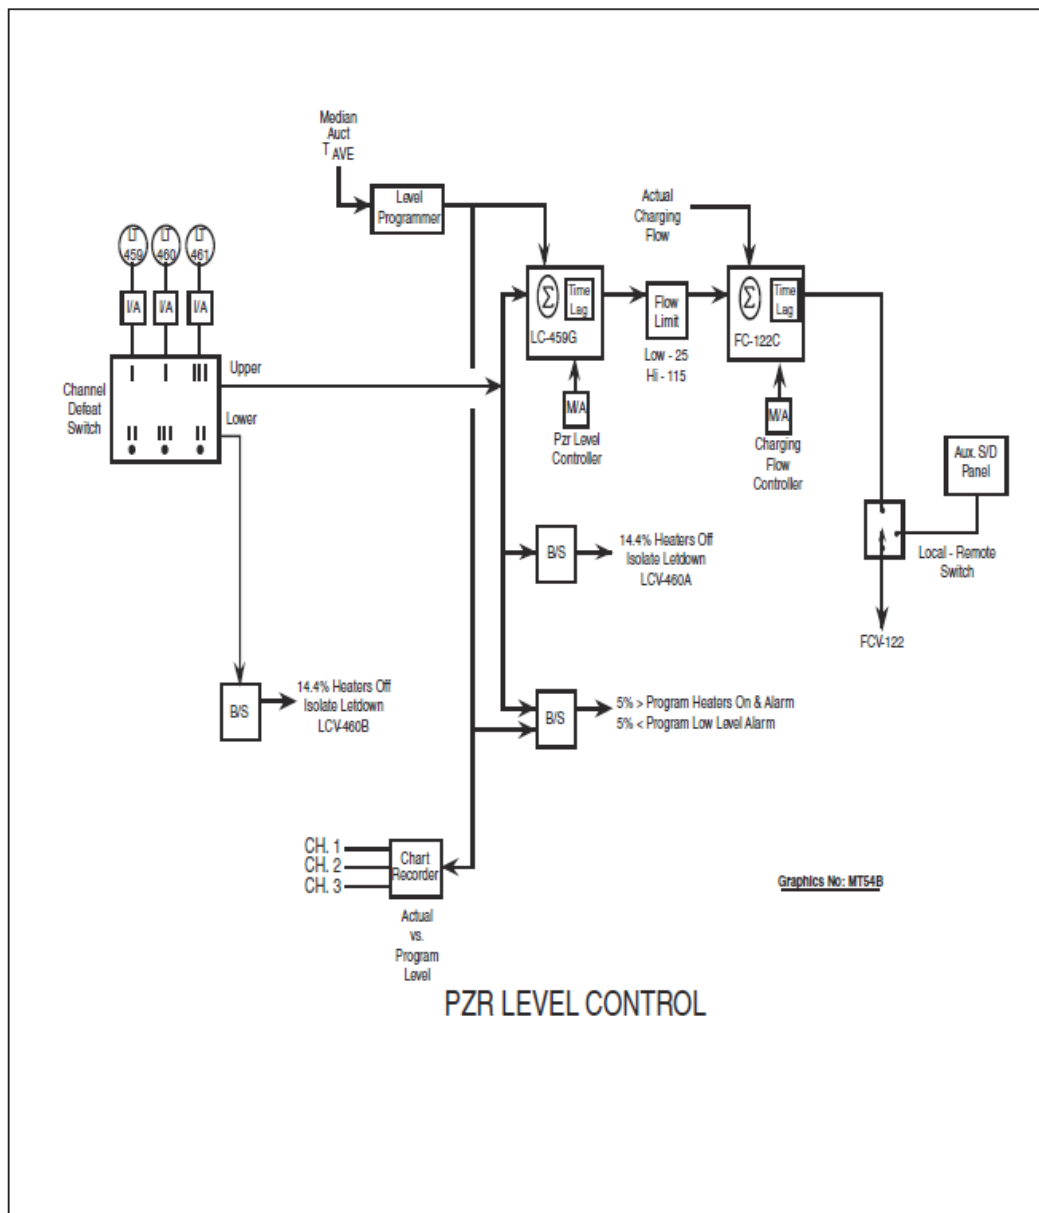 Median
Auct
T AVE
Level
Programmer
Actual
Charging
Flow
LT
459
LT
460
LT
461
I/A
I/A
I/A
Σ
Time
Lag
LC-459G
Flow
Limit
Low - 25
Hi - 115
Σ
Time
Lag
FC-122C
Channel
Defeat
Switch
I
I
III
II
III
II
Upper
Lower
M/A
Pzr Level
Controller
M/A
Charging
Flow
Controller
Aux. S/D
Panel
Local - Remote
Switch
FCV-122
B/S
14.4% Heaters Off
Isolate Letdown
LCV-460A
B/S
14.4% Heaters Off
Isolate Letdown
LCV-460B
B/S
5% > Program Heaters On & Alarm
5% < Program Low Level Alarm
CH. 1
CH. 2
CH. 3
Chart
Recorder
Actual
vs.
Program
Level
Graphics No: MT54B
PZR LEVEL CONTROL